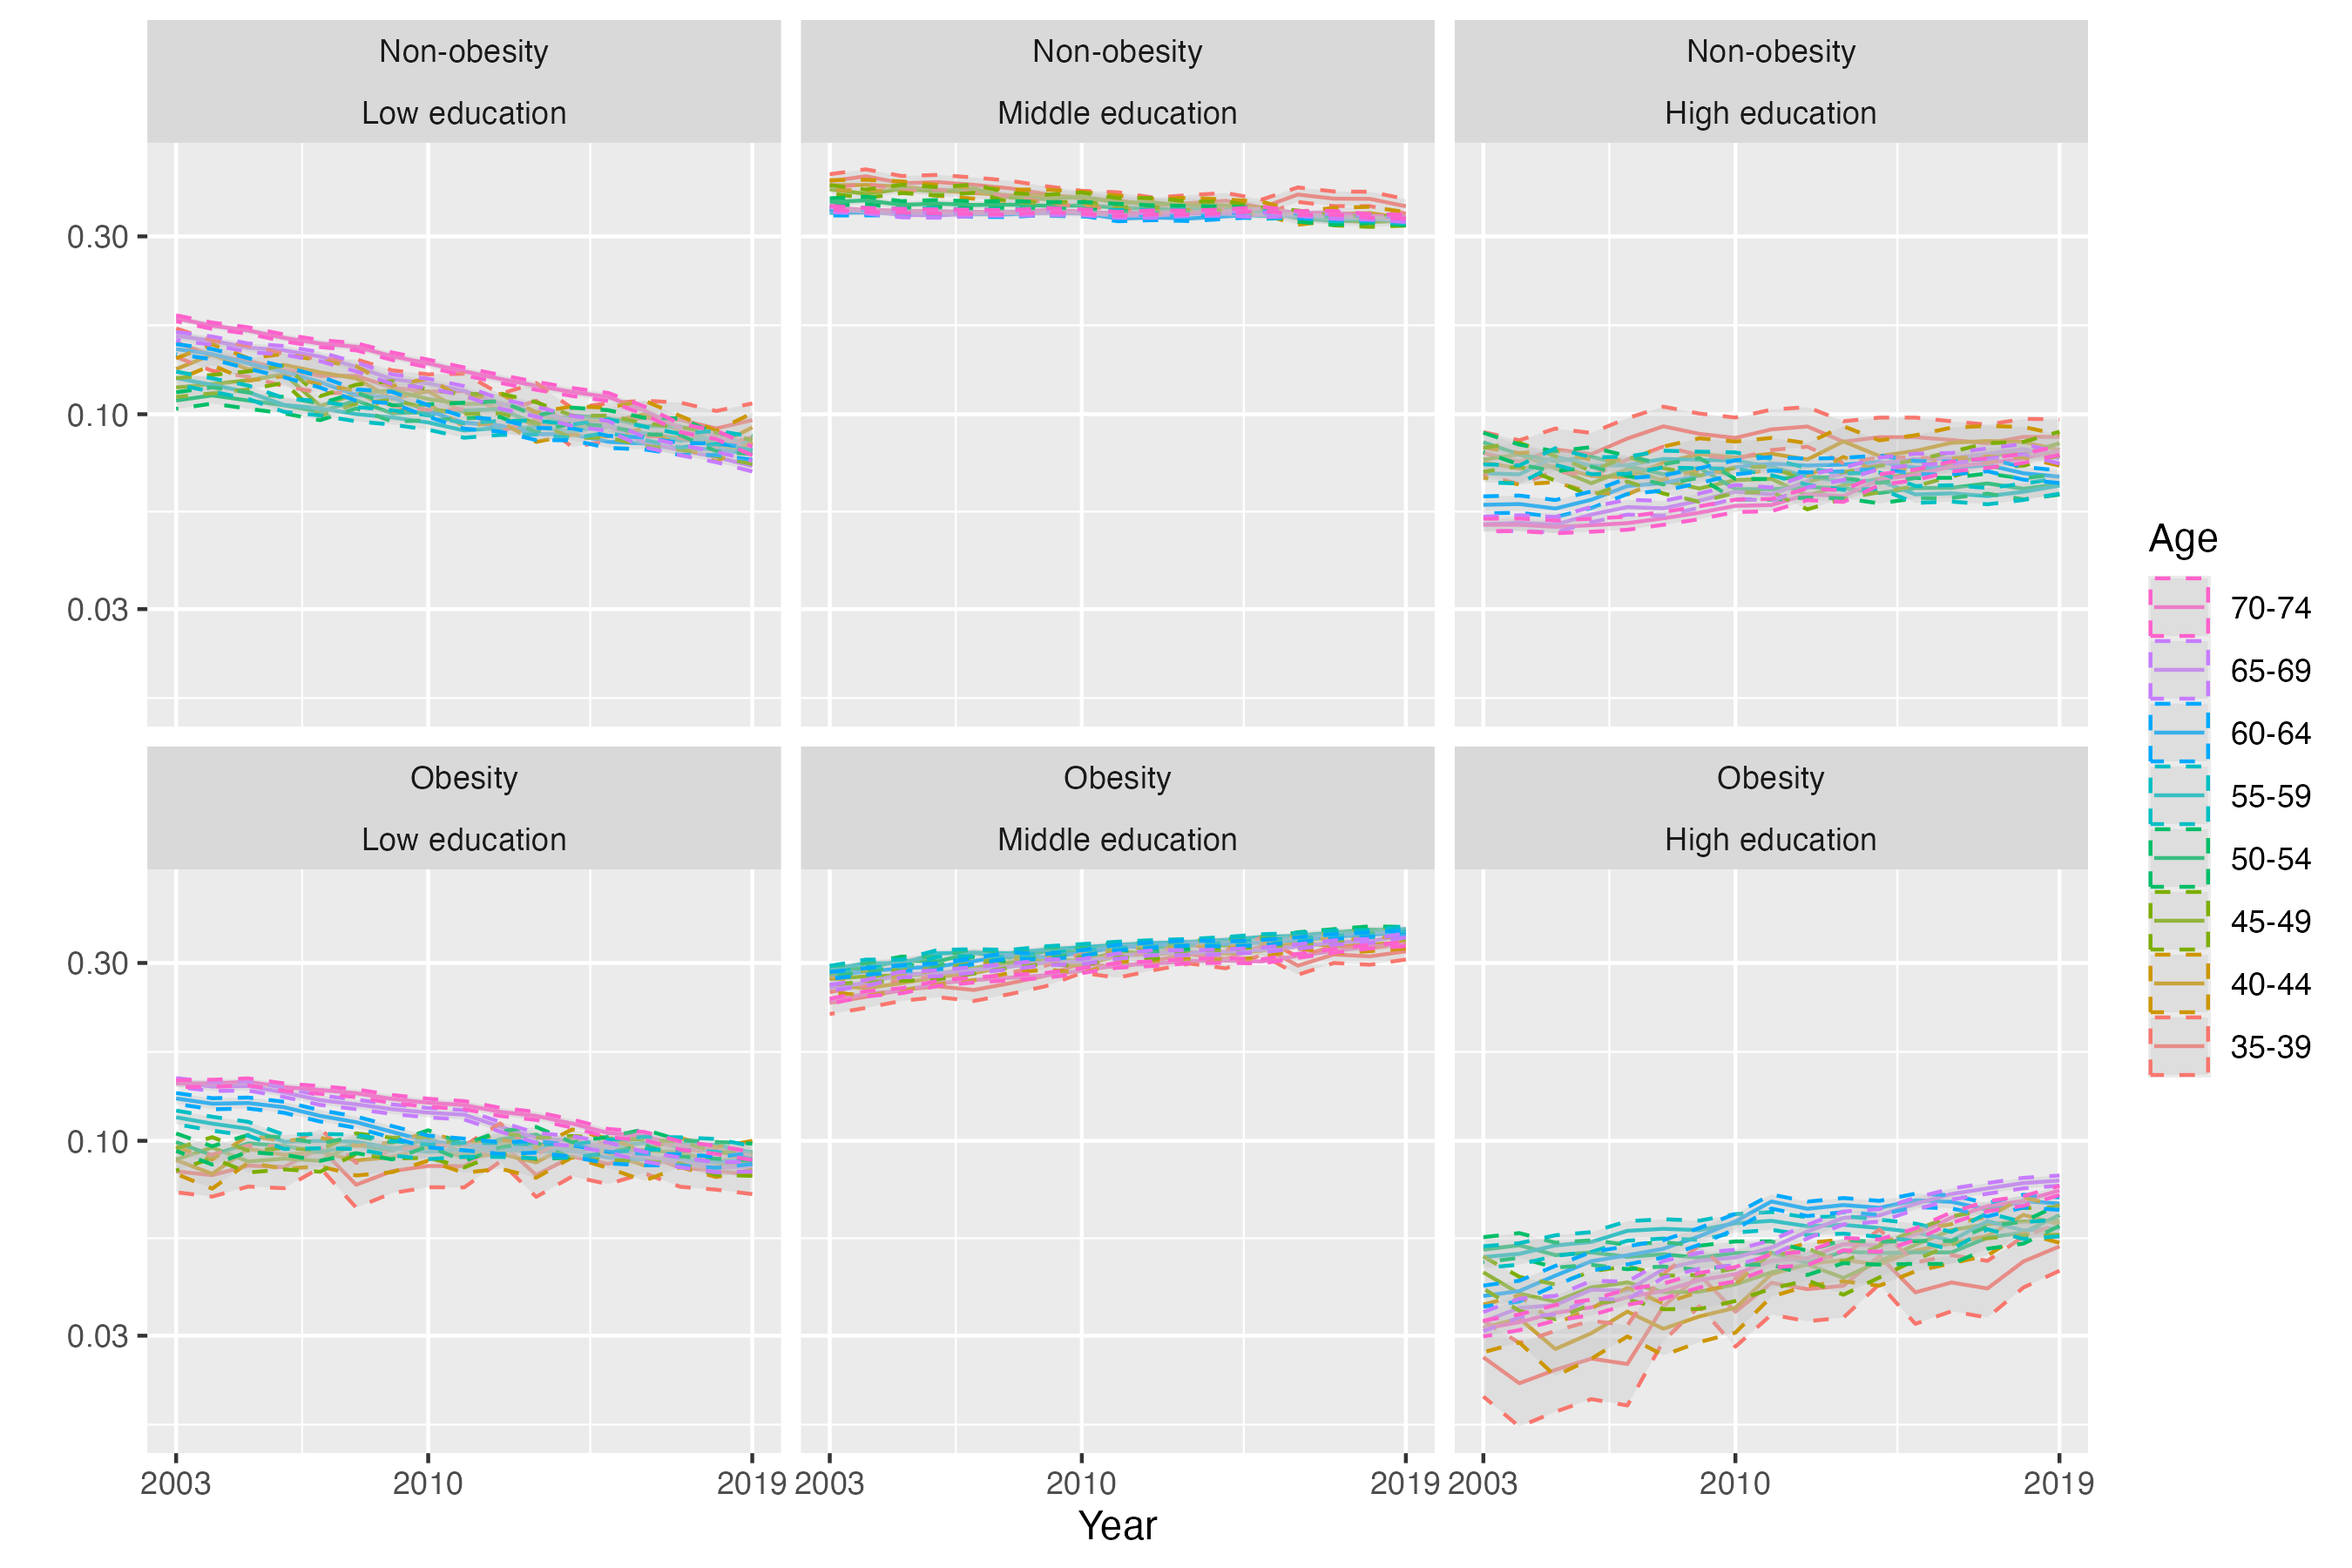 Non-obesity
Low education
Non-obesity
Middle education
Non-obesity
High education
0.30
0.10
0.03
Obesity
Low education
Obesity
Middle education
Obesity
High education
0.30
0.10
0.03
2003 2010 2019
2003 2010 2019
2003 2010 2019
Year
Age
70-74
65-69
60-64
55-59
50-54
45-49
40-44
35-39